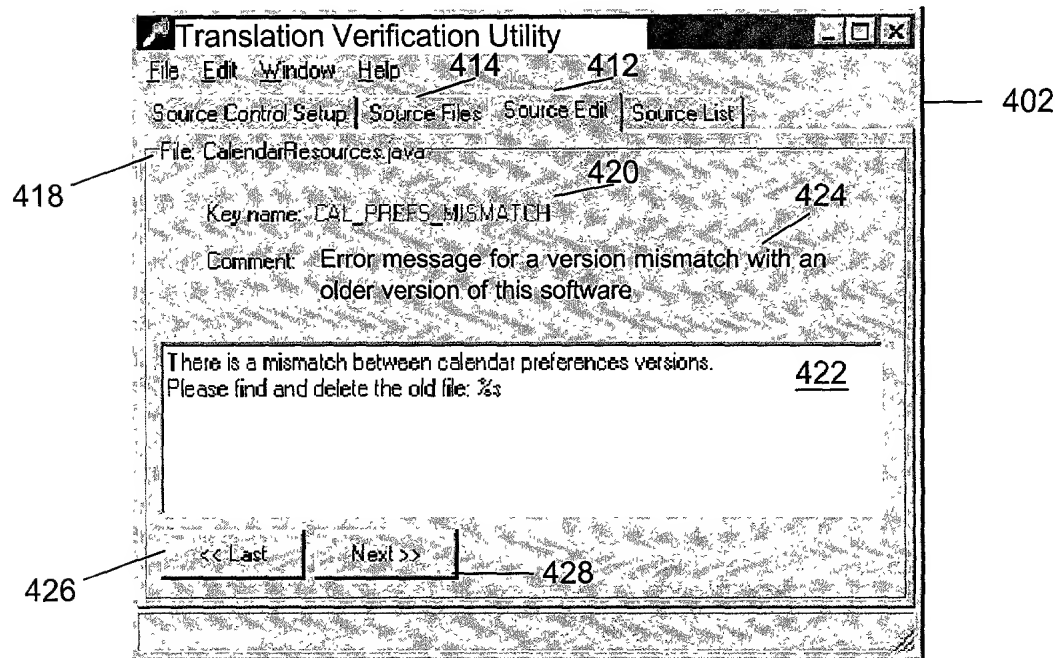 Translation Verification Utility
File Edit Window Help 414 412
402
Source Control Setup Source Files Source Edit Source List
File: CalendarResources.java
418
420
Key name: CAL_PREFS_MISMATCH
424
Comment: Error message for a version mismatch with an
older version of this software
There is a mismatch between calendar preferences versions.
422
Please find and delete the old file: %s
<< Last Next >>
428
426